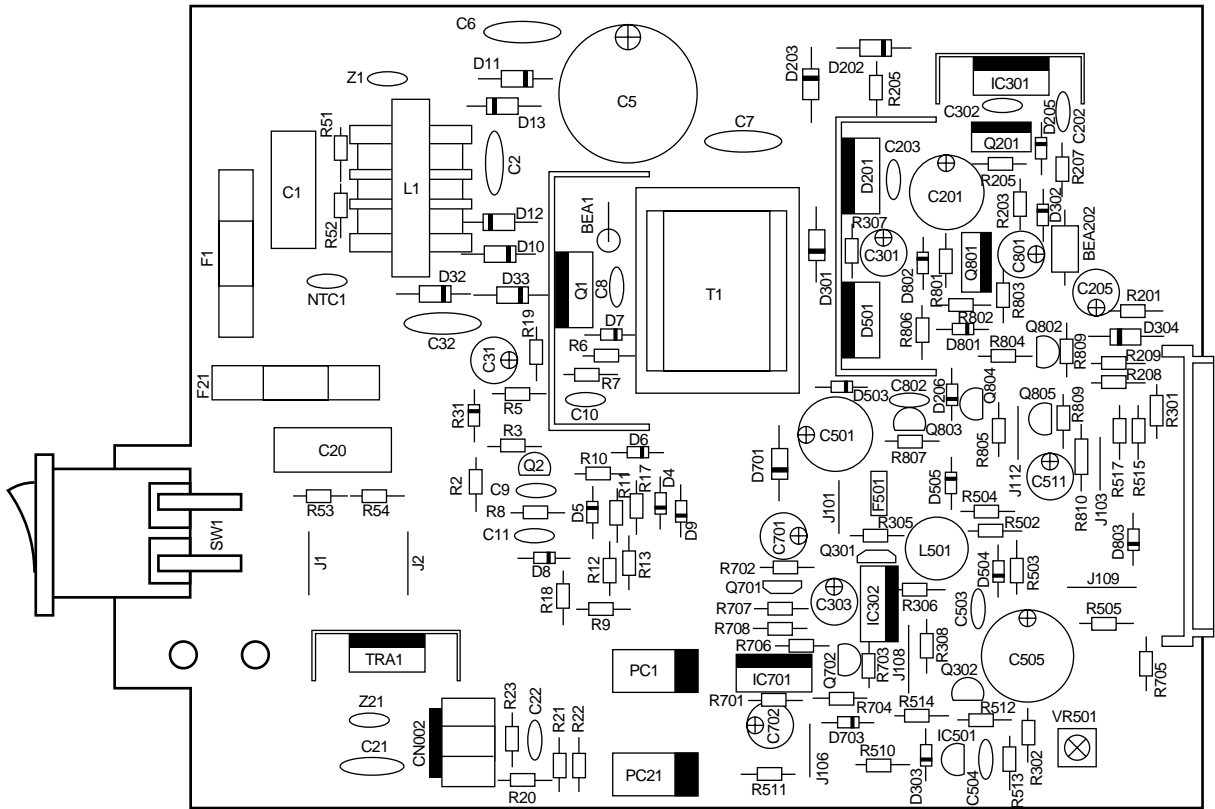 C6
D11
Z1
D13
C5
C7
D203
D202
R205
IC301
C302
D205
C202
Q201
R205
R207
R51
C1
L1
C2
C203
D201
C201
R203
D302
R52
D12
BEA1
D10
F1
NTC1
D32
D33
Q1
C8
T1
D301
R307
C301
D802
R801
Q801
C801
BEA202
C205
R803
R201
C32
R19
D7
R6
D501
R806
R802
D801
Q802
D304
C31
R804
R809
R209
R208
F21
R7
R5
C10
D503
C802
D206
Q804
Q805
R809
R301
R31
R3
C20
Q2
D6
C501
Q803
R807
R805
J112
C511
R810
J103
R517
R515
R2
C9
R10
R11
R17
D4
D701
J101
F501
D505
R504
R53
R54
R8
D5
D9
C11
C701
R305
L501
R502
D803
SW1
J1
J2
D8
R12
R13
R702
Q301
D504
R503
Q701
J109
R18
R9
R707
C303
IC302
R306
C503
R505
R708
R706
R308
C505
TRA1
PC1
IC701
Q702
R703
J108
Q302
R705
R701
R704
R514
R512
VR501
Z21
R23
C22
R21
R22
C702
D703
IC501
C21
CN002
PC21
J106
R510
D303
C504
R513
R302
R20
R511